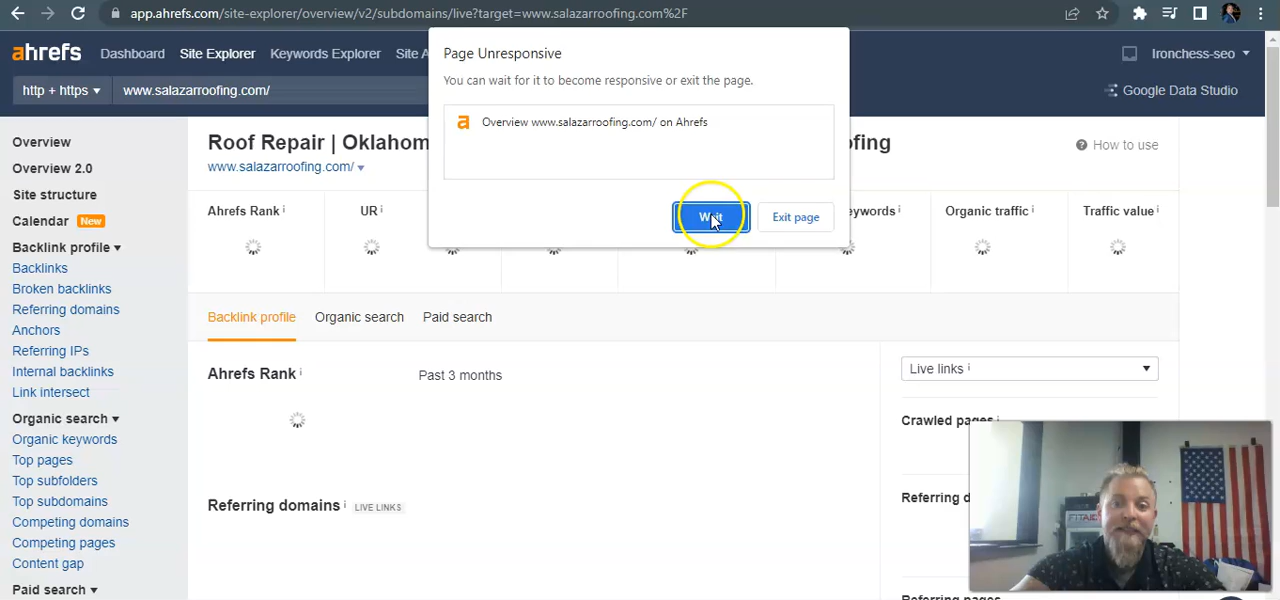 app.ahrefs.com/site-explorer/overview/v2/subdomains/live?target=www.salazarroofing.com%2F
ahrefs Dashboard Site Explorer Keywords Explorer Site A Ironchess-seo
http + https www.salazarroofing.com/ Google Data Studio
Page Unresponsive
You can wait for it to become responsive or exit the page.
Overview www.salazarroofing.com/ on Ahrefs
Wait Exit page
Overview
Overview 2.0
Site structure
Calendar New
Backlink profile
Backlinks
Broken backlinks
Referring domains
Anchors
Referring IPs
Internal backlinks
Link intersect
Organic search
Organic keywords
Top pages
Top subfolders
Top subdomains
Competing domains
Competing pages
Content gap
Paid search
Roof Repair | Oklahom fing How to use
www.salazarroofing.com/
Ahrefs Rank UR eywords Organic traffic Traffic value
Backlink profile Organic search Paid search
Ahrefs Rank Past 3 months
Referring domains LIVE LINKS
Live links
Crawled pages
Referring d
Referring pages
FITAID